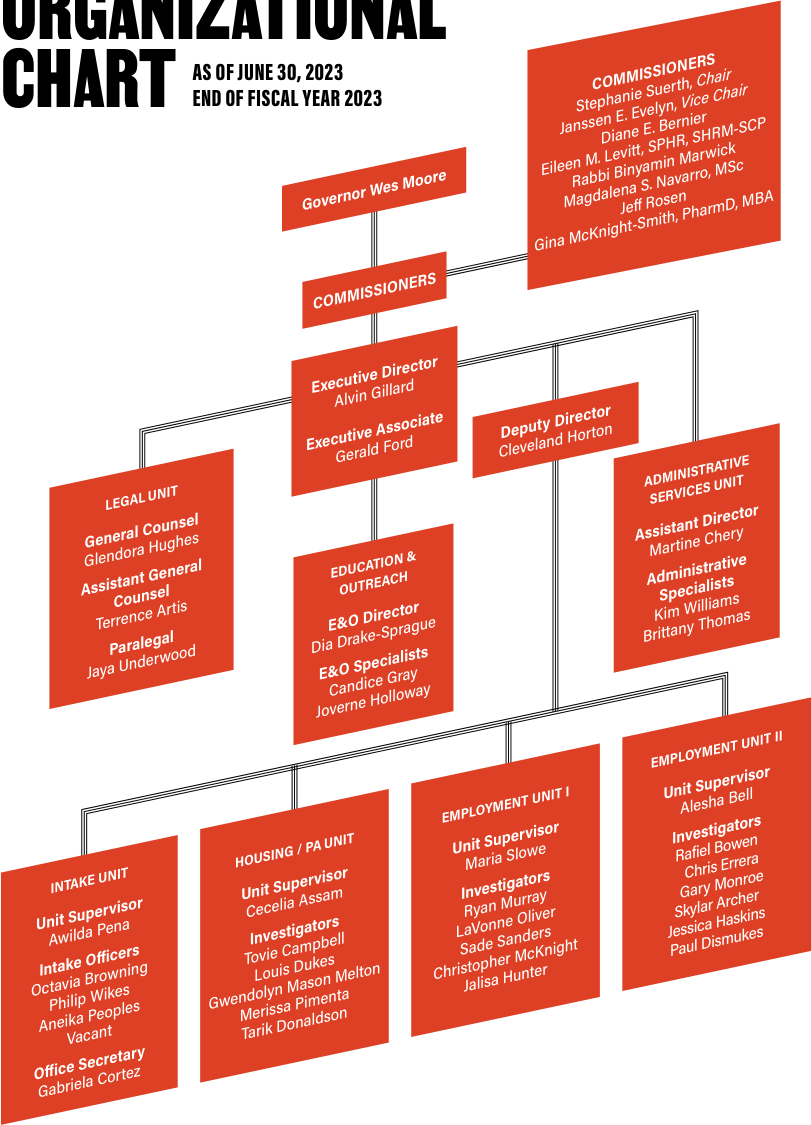 ORGANIZATIONAL
CHART
AS OF JUNE 30, 2023
END OF FISCAL YEAR 2023
COMMISSIONERS
Stephanie Suerth, Chair
Janssen E. Evelyn, Vice Chair
Diane E. Bernier
Eileen M. Levitt, SPHR, SHRM-SCP
Rabbi Binyamin Marwick
Magdalena S. Navarro, MSc
Jeff Rosen
Gina McKnight-Smith, PharmD, MBA
Governor Wes Moore
COMMISSIONERS
Executive Director
Alvin Gillard
Executive Associate
Gerald Ford
Deputy Director
Cleveland Horton
LEGAL UNIT
General Counsel
Glendora Hughes
Assistant General
Counsel
Terrence Artis
Paralegal
Jaya Underwood
EDUCATION &
OUTREACH
E&O Director
Dia Drake-Sprague
E&O Specialists
Candice Gray
Joverne Holloway
ADMINISTRATIVE
SERVICES UNIT
Assistant Director
Martine Chery
Administrative
Specialists
Kim Williams
Brittany Thomas
INTAKE UNIT
Unit Supervisor
Awilda Pena
Intake Officers
Octavia Browning
Philip Wikes
Aneika Peoples
Vacant
Office Secretary
Gabriela Cortez
HOUSING / PA UNIT
Unit Supervisor
Cecelia Assam
Investigators
Tovie Campbell
Louis Dukes
Gwendolyn Mason Melton
Merissa Pimenta
Tarik Donaldson
EMPLOYMENT UNIT I
Unit Supervisor
Maria Slowe
Investigators
Ryan Murray
LaVonne Oliver
Sade Sanders
Christopher McKnight
Jalisa Hunter
EMPLOYMENT UNIT II
Unit Supervisor
Alesha Bell
Investigators
Rafiel Bowen
Chris Errera
Gary Monroe
Skylar Archer
Jessica Haskins
Paul Dismukes